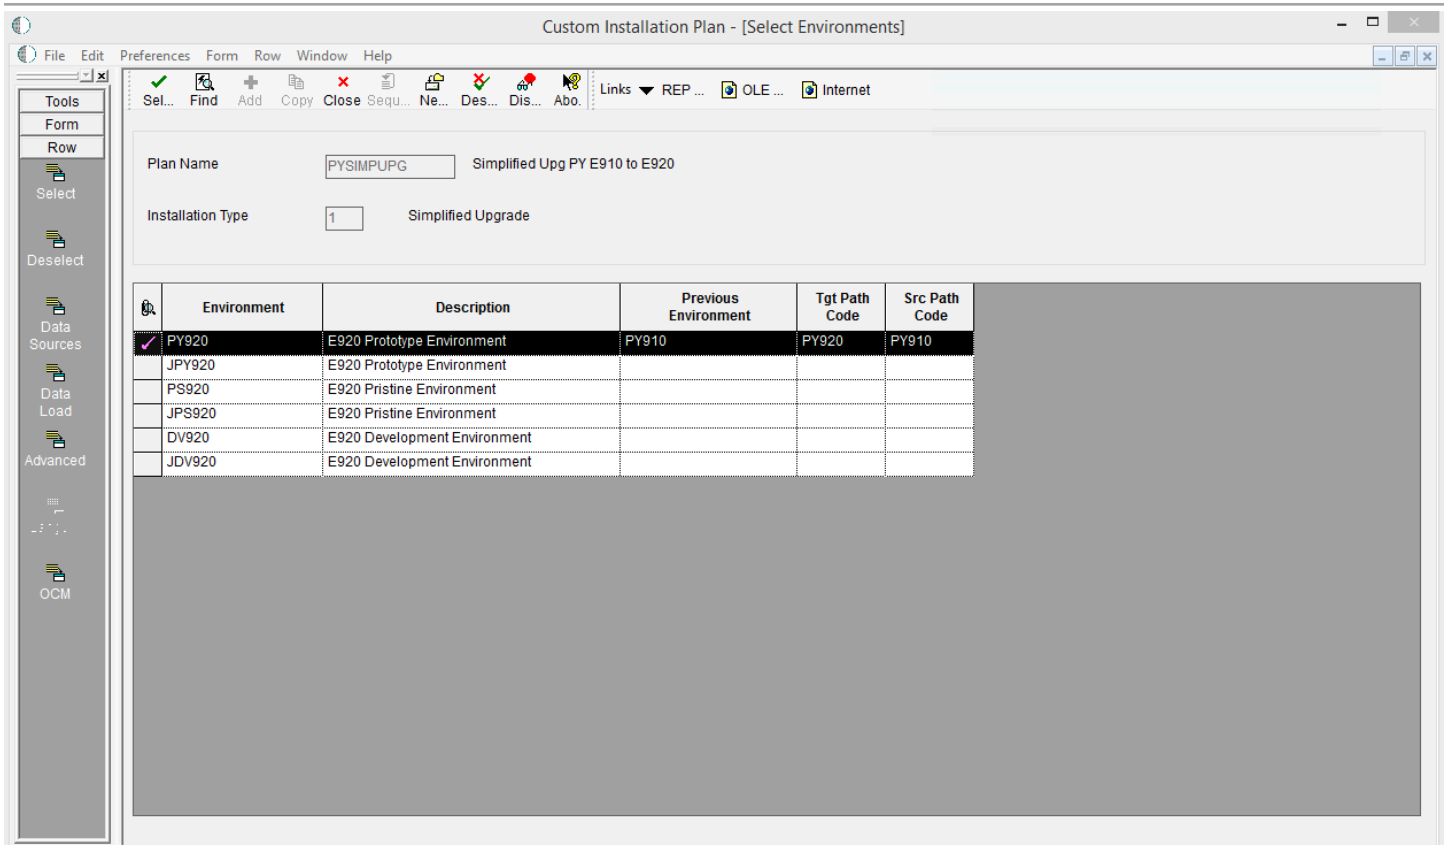 Custom Installation Plan - [Select Environments]
File Edit Preferences Form Row Window Help
Sel... Find Add Copy Close Sequ... Ne... Des... Dis... Abo. Links REP ... OLE ... Internet
Tools
Form
Row
Select
Deselect
Data
Sources
Data
Load
Advanced
OCM
Plan Name PYSIMPUPG Simplified Upg PY E910 to E920
Installation Type 1 Simplified Upgrade
Environment Description Previous Environment Tgt Path Code Src Path Code
PY920 E920 Prototype Environment PY910 PY920 PY910
JPY920 E920 Prototype Environment
PS920 E920 Pristine Environment
JPS920 E920 Pristine Environment
DV920 E920 Development Environment
JDV920 E920 Development Environment